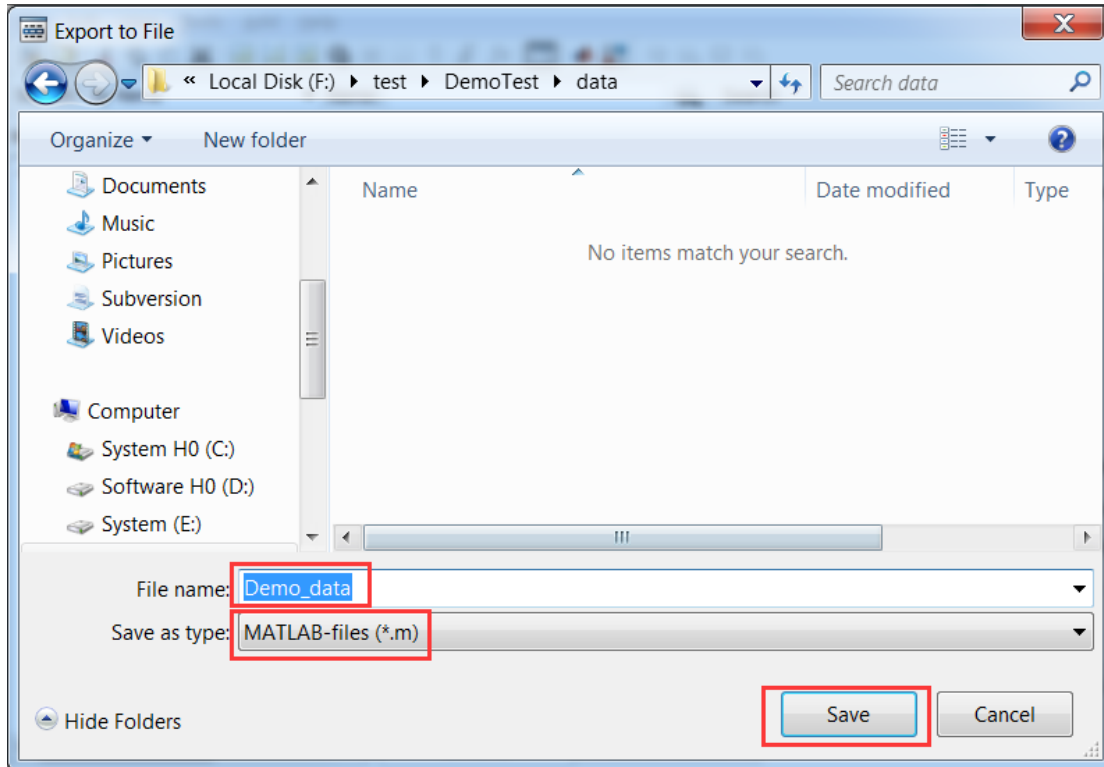 Export to File
« Local Disk (F:) ▸ test ▸ DemoTest ▸ data
Search data
Organize
New folder
Name
Date modified
Type
No items match your search.
Documents
Music
Pictures
Subversion
Videos
Computer
System H0 (C:)
Software H0 (D:)
System (E:)
File name: Demo_data
Save as type: MATLAB-files (*.m)
Hide Folders
Save
Cancel